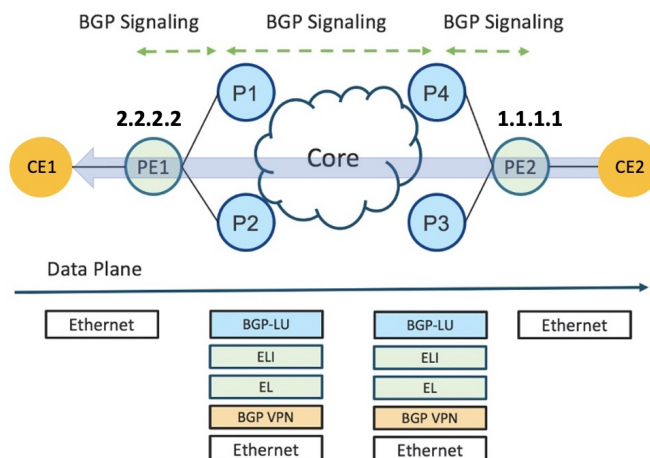 BGP Signaling BGP Signaling BGP Signaling
P1 P4
2.2.2.2 1.1.1.1
CE1 PE1 Core PE2 CE2
P2 P3
Data Plane
Ethernet BGP-LU BGP-LU Ethernet
ELI ELI
EL EL
BGP VPN BGP VPN
Ethernet Ethernet